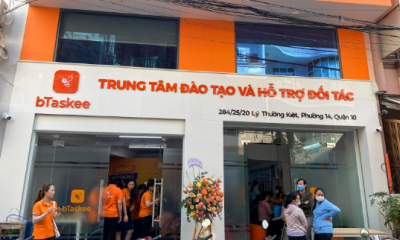 TRUNG TÂM ĐÀO TẠO VÀ HỖ TRỢ ĐỐI TÁC
bTaskee
284/25/20 Lý Thường Kiệt, Phường 14, Quận 10
bTaskee